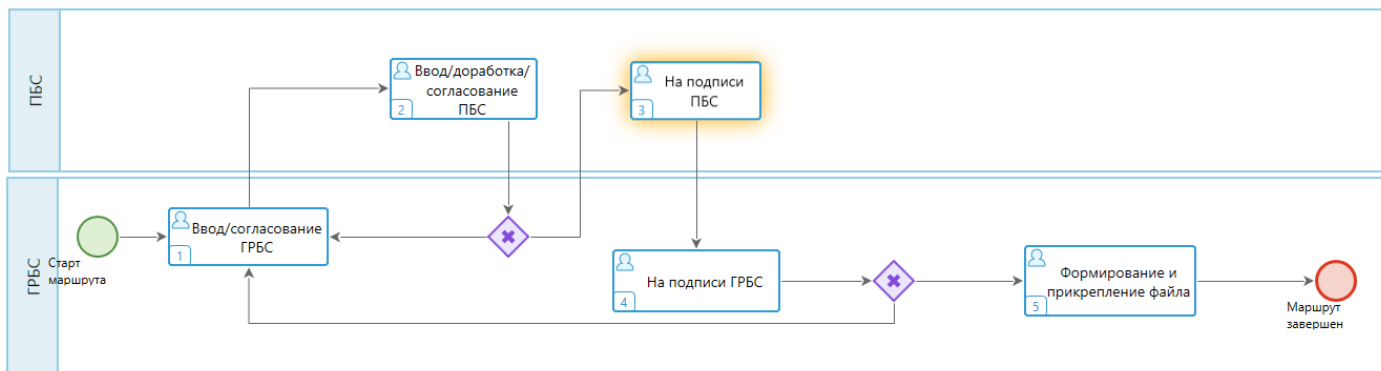 ПБС
Ввод/доработка/
согласование
ПБС
2
На подписи
ПБС
3
ГРБС
Старт
маршрута
Ввод/согласование
ГРБС
1
На подписи ГРБС
4
Формирование и
прикрепление файла
5
Маршрут
завершен